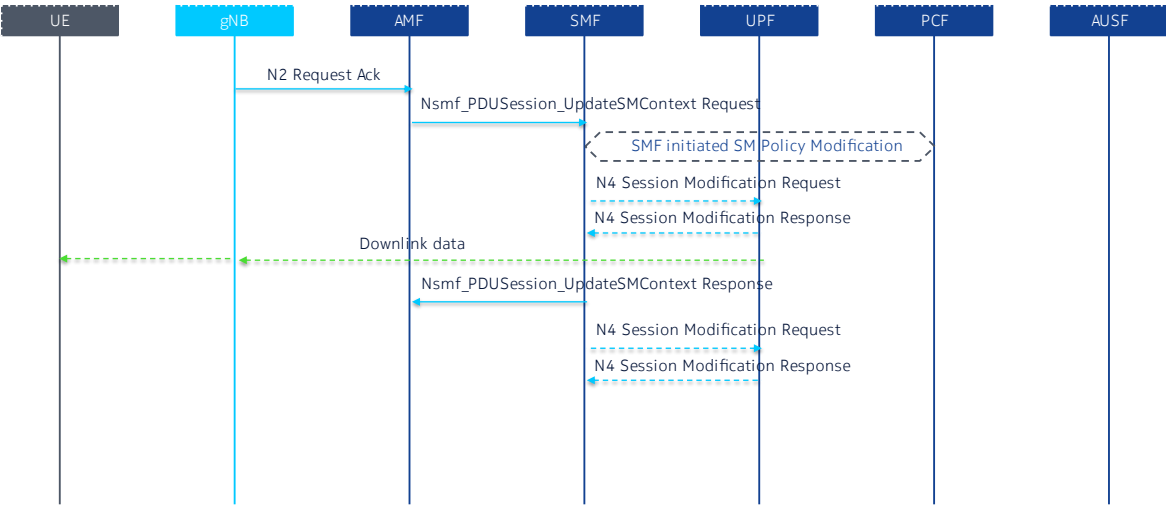 UE
gNB
AMF
SMF
UPF
PCF
AUSF
N2 Request Ack
Nsmf_PDUSession_UpdateSMContext Request
SMF initiated SM Policy Modification
N4 Session Modification Request
N4 Session Modification Response
Downlink data
Nsmf_PDUSession_UpdateSMContext Response
N4 Session Modification Request
N4 Session Modification Response